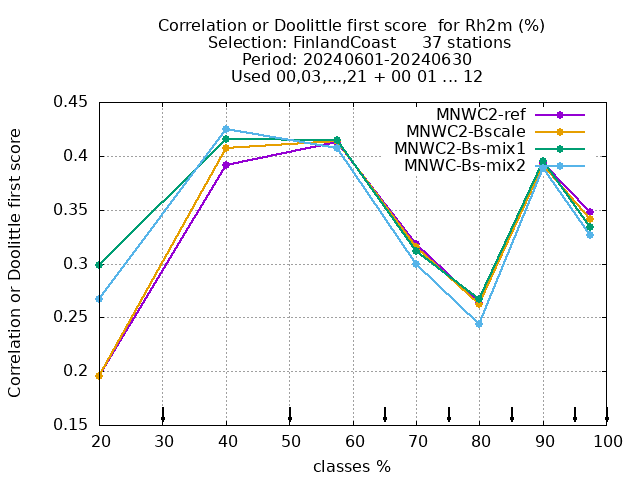 Correlation or Doolittle first score  for Rh2m (%)
Selection: FinlandCoast     37 stations
Period: 20240601-20240630
Used 00,03,...,21 + 00 01 ... 12
Correlation or Doolittle first score
0.45
0.4
0.35
0.3
0.25
0.2
0.15
MNWC2-ref
MNWC2-Bscale
MNWC2-Bs-mix1
MNWC-Bs-mix2
20 30 40 50 60 70 80 90 100
classes %